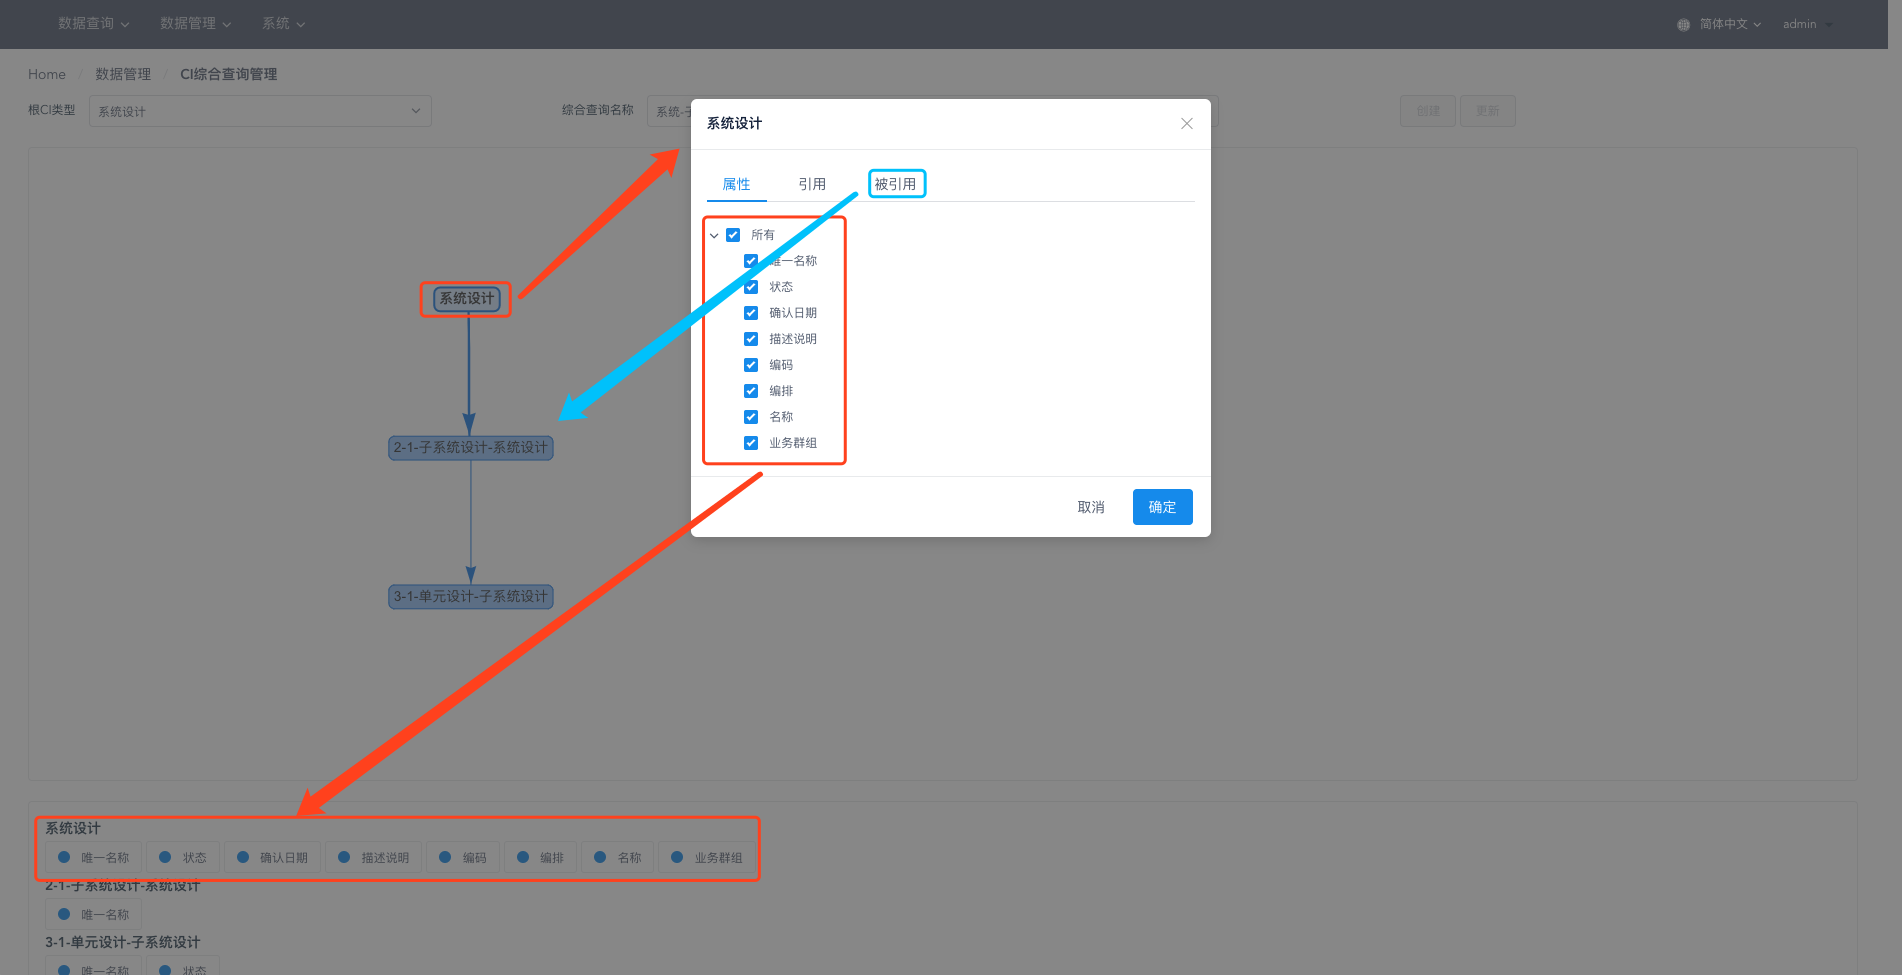 数据查询 数据管理 系统 简体中文 admin
Home / 数据管理 / CI综合查询管理
根CI类型 系统设计 综合查询名称 系统-子 创建 更新
系统设计
属性 引用 被引用
所有
唯一名称
状态
确认日期
描述说明
编码
编排
名称
业务群组
取消 确定
系统设计
2-1-子系统设计-系统设计
3-1-单元设计-子系统设计
系统设计
唯一名称 状态 确认日期 描述说明 编码 编排 名称 业务群组
2-1-子系统设计-系统设计
唯一名称
3-1-单元设计-子系统设计
唯一名称 状态